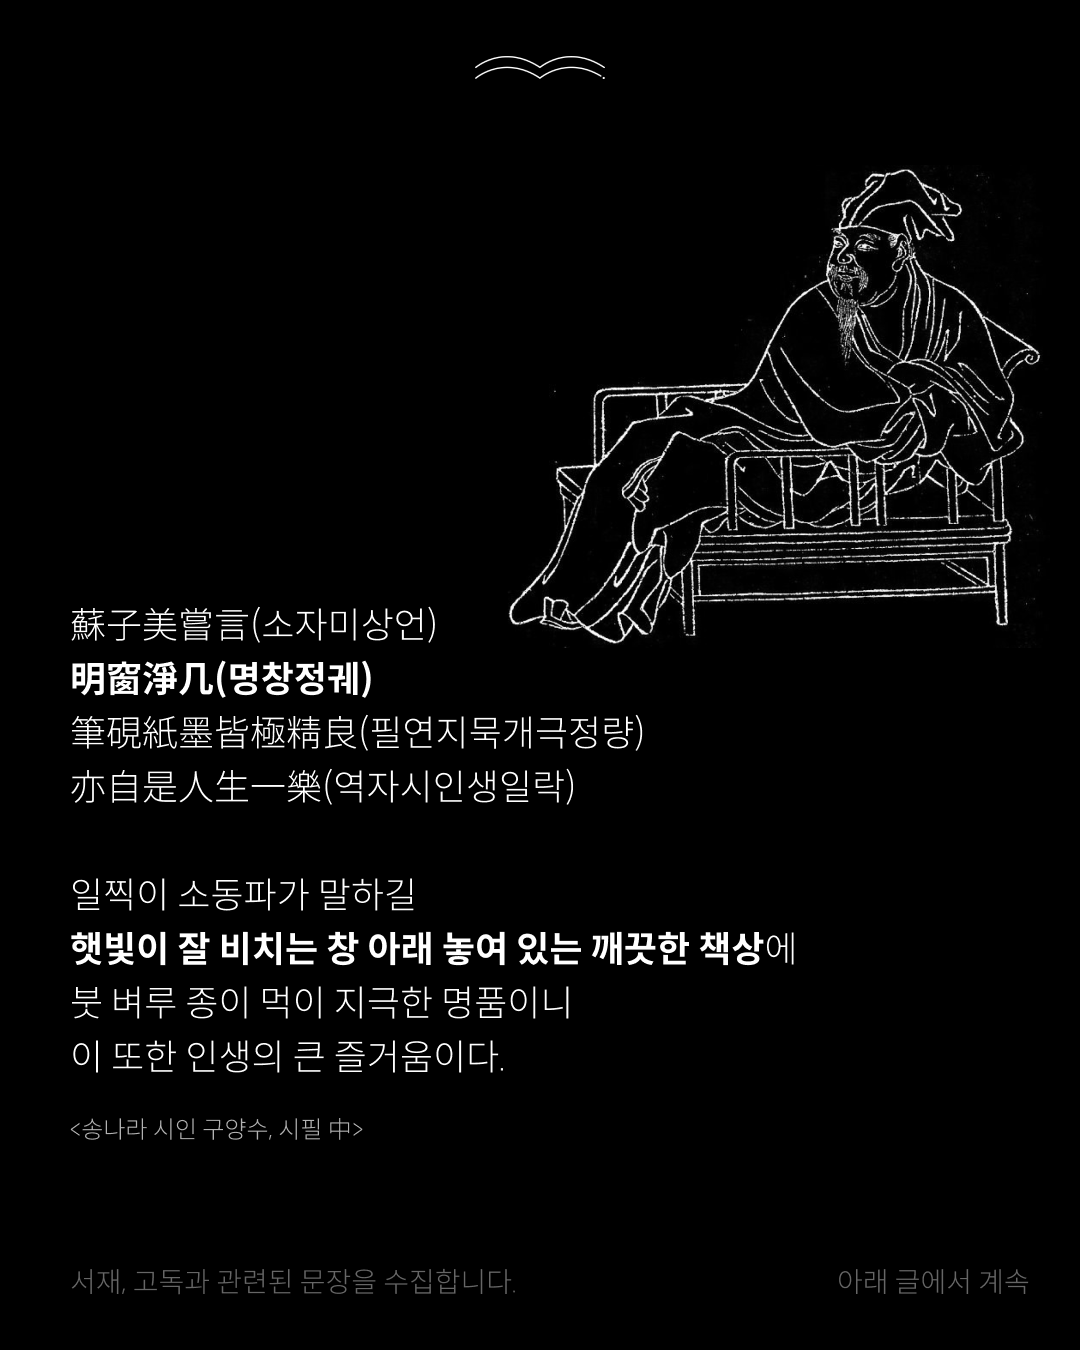 蘇子美嘗言(소자미상언)
明窗淨几(명창정궤)
筆硯紙墨皆極精良(필연지묵개극정량)
亦自是人生一樂(역자시인생일락)
일찍이 소동파가 말하길
햇빛이 잘 비치는 창 아래 놓여 있는 깨끗한 책상에
붓 벼루 종이 먹이 지극한 명품이니
이 또한 인생의 큰 즐거움이다.
<송나라 시인 구양수, 시필 中>
서재, 고독과 관련된 문장을 수집합니다.
아래 글에서 계속